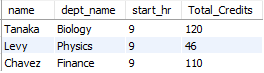 name dept_name start_hr Total_Credits
Tanaka Biology 9 120
Levy Physics 9 46
Chavez Finance 9 110